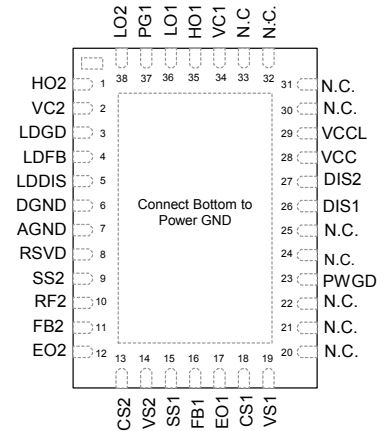 LO2
PG1
LO1
HO1
VC1
N.C
N.C.
38 37 36 35 34 33 32
HO2 1
VC2 2
LDGD 3
LDFB 4
LDDIS 5
DGND 6
AGND 7
RSVD 8
SS2 9
RF2 10
FB2 11
EO2 12
Connect Bottom to
Power GND
31 N.C.
30 N.C.
29 VCCL
28 VCC
27 DIS2
26 DIS1
25 N.C.
24 N.C.
23 PWGD
22 N.C.
21 N.C.
20 N.C.
13 14 15 16 17 18 19
CS2
VS2
SS1
FB1
EO1
CS1
VS1